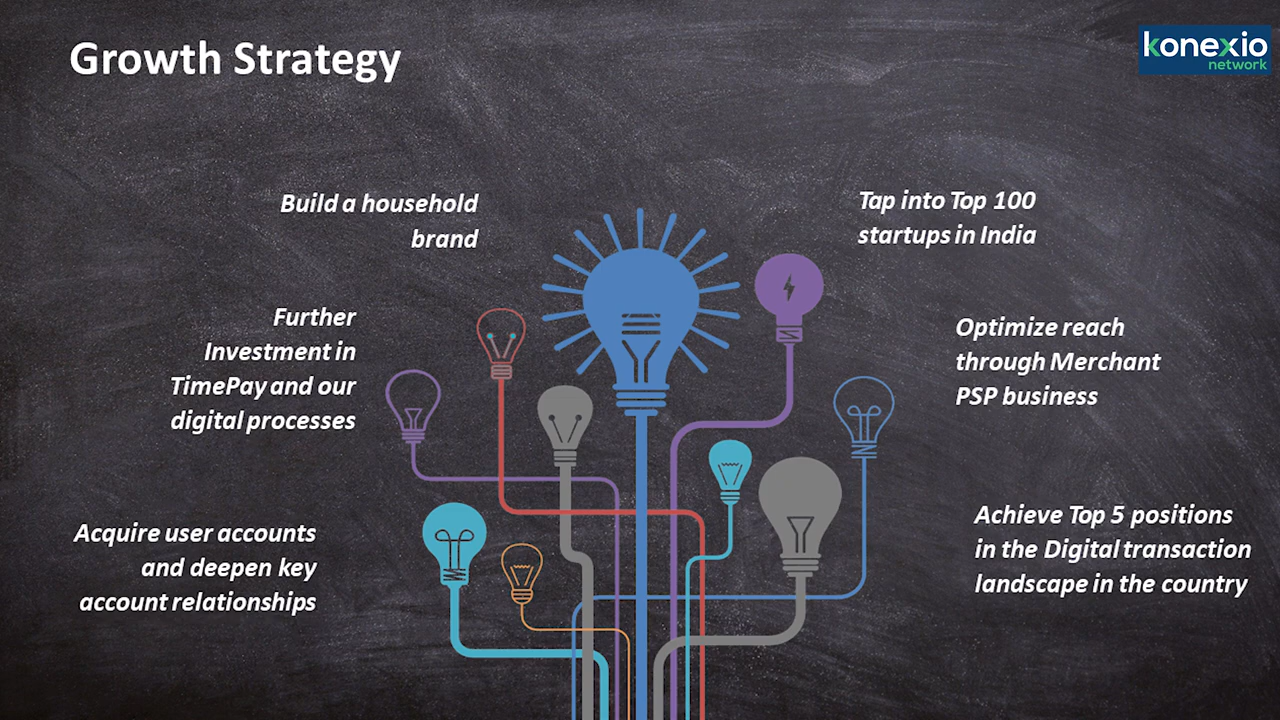 Growth Strategy
konexio
network
Build a household
brand
Further
Investment in
TimePay and our
digital processes
Acquire user accounts
and deepen key
account relationships
Tap into Top 100
startups in India
Optimize reach
through Merchant
PSP business
Achieve Top 5 positions
in the Digital transaction
landscape in the country